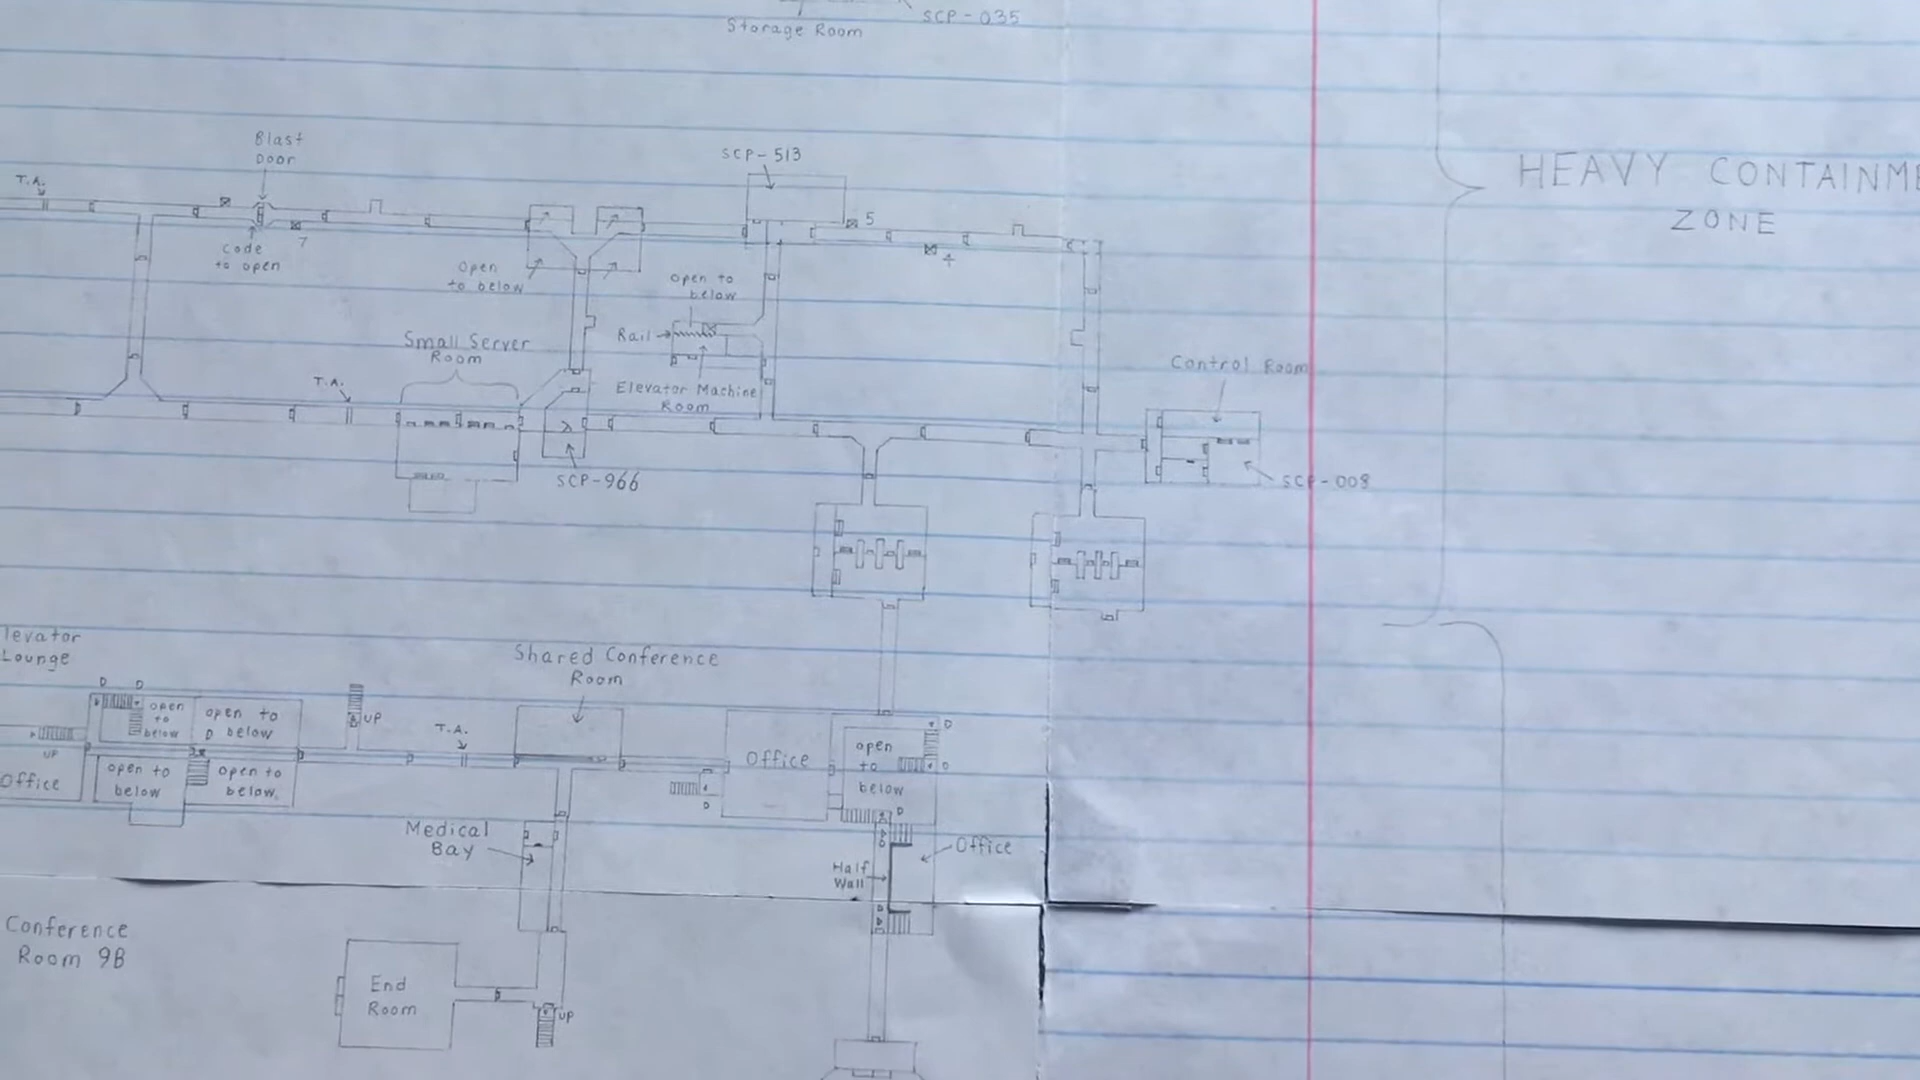 SCP-035
Storage Room
HEAVY CONTAINME
ZONE
Blast
Door
SCP-513
T.A.
5
7
4
Code
to open
Open
to below
open to
below
Rail
Small Server
Room
T.A.
Elevator Machine
Room
Control Room
SCP-966
SCP-008
levator
Lounge
Shared Conference
Room
D
D
open
to
below
open to
D below
UP
T.A.
UP
Office
open to
below
open to
below
Office
open
to
below
D
D
D
D
Medical
Bay
Office
Half
Wall
Conference
Room 9B
End
Room
UP